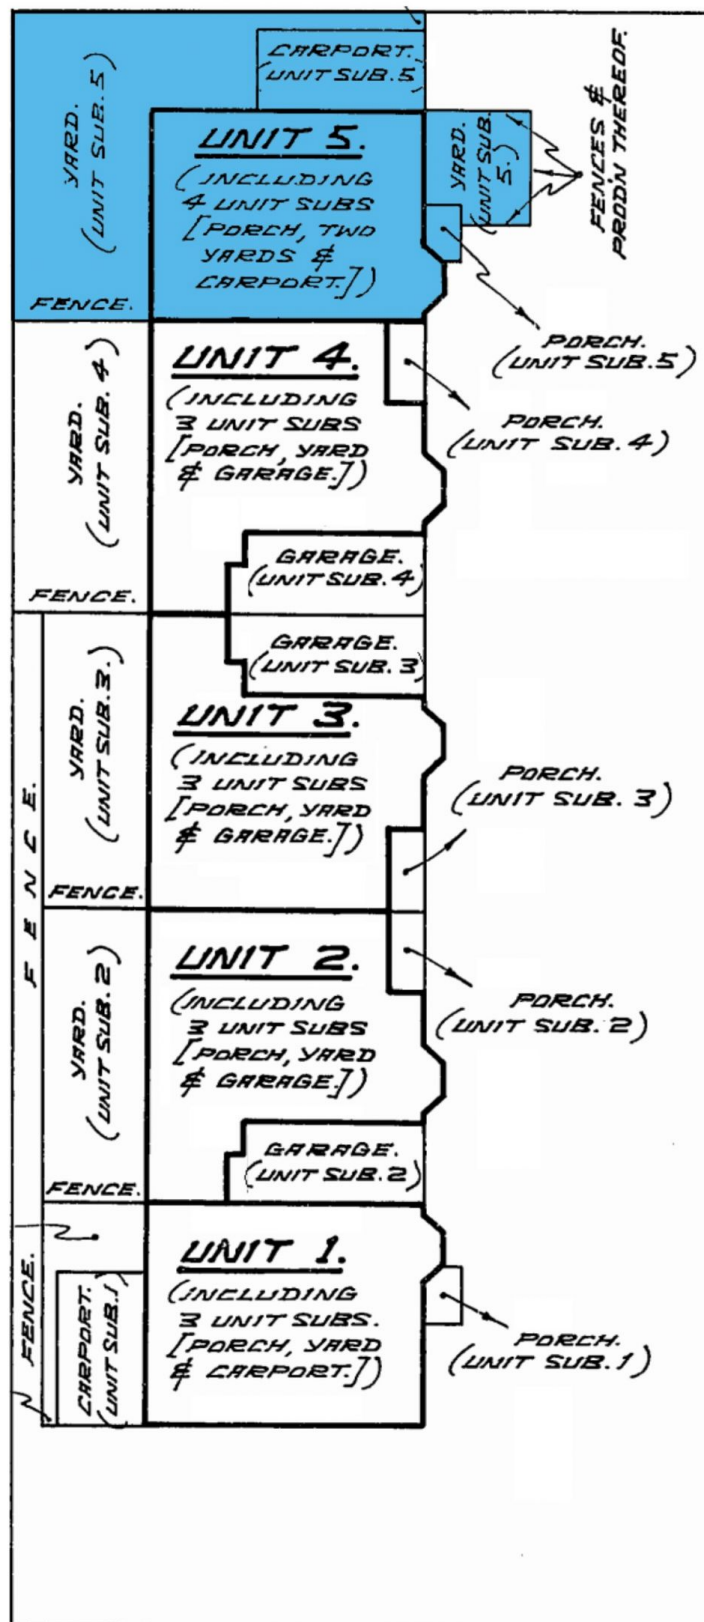 CARPORT.
(UNIT SUB. 5
YARD.
(UNIT SUB. 5)
UNIT 5.
(INCLUDING
4 UNIT SUBS
[PORCH, TWO
YARDS &
CARPORT.])
YARD.
(UNIT SUB.
5.)
FENCES &
PROD'N THEREOF.
FENCE.
PORCH.
(UNIT SUB. 5)
YARD.
(UNIT SUB. 4)
UNIT 4.
(INCLUDING
3 UNIT SUBS
[PORCH, YARD
& GARAGE.])
PORCH.
(UNIT SUB. 4)
GARAGE.
(UNIT SUB. 4)
FENCE.
GARAGE.
(UNIT SUB. 3)
YARD.
(UNIT SUB. 3.)
UNIT 3.
(INCLUDING
3 UNIT SUBS
[PORCH, YARD
& GARAGE.])
PORCH.
(UNIT SUB. 3)
FENCE.
FENCE.
YARD.
(UNIT SUB. 2)
UNIT 2.
(INCLUDING
3 UNIT SUBS
[PORCH, YARD
& GARAGE.])
PORCH.
(UNIT SUB. 2)
GARAGE.
(UNIT SUB. 2)
FENCE.
FENCE.
CARPORT.
(UNIT SUB. 1)
UNIT 1.
(INCLUDING
3 UNIT SUBS.
[PORCH, YARD
& CARPORT.])
PORCH.
(UNIT SUB. 1)